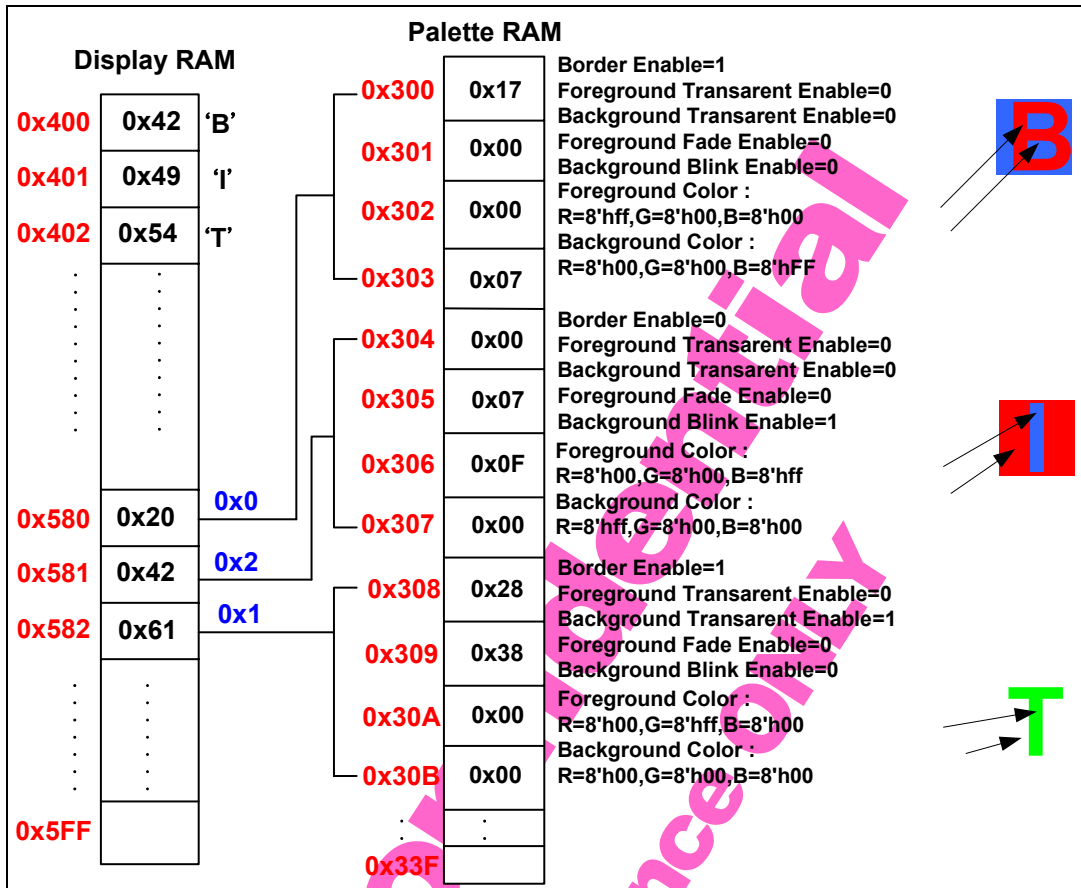 Display RAM
0x400 0x42 'B'
0x401 0x49 'I'
0x402 0x54 'T'
0x580 0x20 0x0
0x581 0x42 0x2
0x582 0x61 0x1
0x5FF
Palette RAM
0x300 0x17
0x301 0x00
0x302 0x00
0x303 0x07
Border Enable=1
Foreground Transarent Enable=0
Background Transarent Enable=0
Foreground Fade Enable=0
Background Blink Enable=0
Foreground Color :
R=8'hff,G=8'h00,B=8'h00
Background Color :
R=8'h00,G=8'h00,B=8'hFF
B
0x304 0x00
0x305 0x07
0x306 0x0F
0x307 0x00
Border Enable=0
Foreground Transarent Enable=0
Background Transarent Enable=0
Foreground Fade Enable=0
Background Blink Enable=1
Foreground Color :
R=8'h00,G=8'h00,B=8'hff
Background Color :
R=8'hff,G=8'h00,B=8'h00
I
0x308 0x28
0x309 0x38
0x30A 0x00
0x30B 0x00
0x33F
Border Enable=1
Foreground Transarent Enable=0
Background Transarent Enable=1
Foreground Fade Enable=0
Background Blink Enable=0
Foreground Color :
R=8'h00,G=8'hff,B=8'h00
Background Color :
R=8'h00,G=8'h00,B=8'h00
T
ONLY